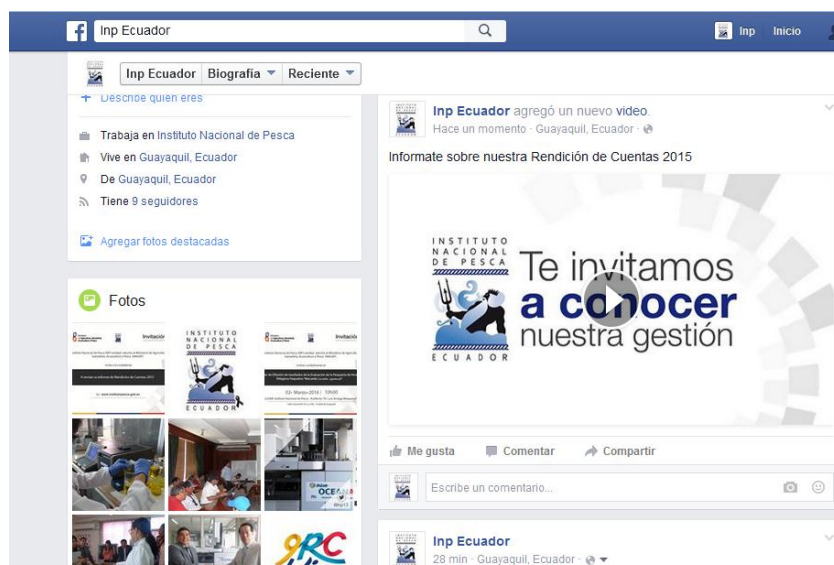 Inp Ecuador
Inp Inicio
Inp Ecuador Biografía Reciente
Describe quién eres
Trabaja en Instituto Nacional de Pesca
Vive en Guayaquil, Ecuador
De Guayaquil, Ecuador
Tiene 9 seguidores
Agregar fotos destacadas
Fotos
Invitación
INSTITUTO
NACIONAL
DE PESCA
ECUADOR
OCEAN
Inp Ecuador agregó un nuevo video.
Hace un momento · Guayaquil, Ecuador ·
Informate sobre nuestra Rendición de Cuentas 2015
INSTITUTO
NACIONAL
DE PESCA
ECUADOR
Te invitamos
a conocer
nuestra gestión
Me gusta Comentar Compartir
Escribe un comentario...
Inp Ecuador
28 min · Guayaquil, Ecuador ·